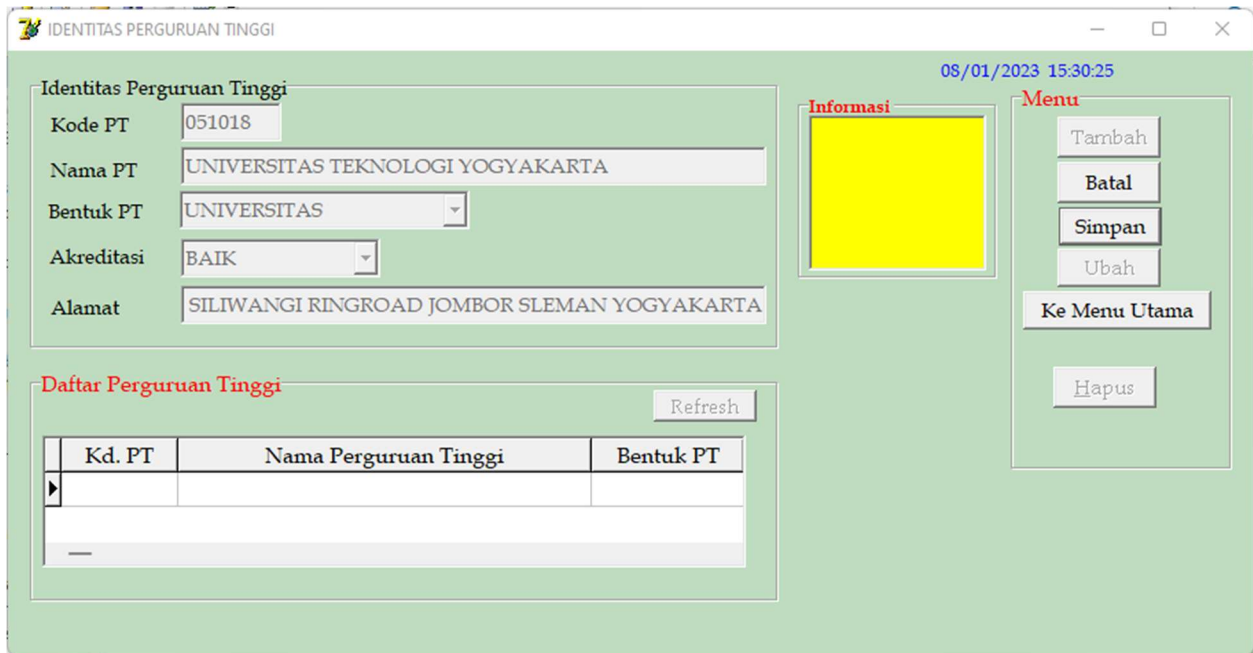 IDENTITAS PERGURUAN TINGGI
08/01/2023 15:30:25
Identitas Perguruan Tinggi
Kode PT 051018
Nama PT UNIVERSITAS TEKNOLOGI YOGYAKARTA
Bentuk PT UNIVERSITAS
Akreditasi BAIK
Alamat SILIWANGI RINGROAD JOMBOR SLEMAN YOGYAKARTA
Informasi
Menu
Tambah
Batal
Simpan
Ubah
Ke Menu Utama
Hapus
Daftar Perguruan Tinggi
Refresh
Kd. PT Nama Perguruan Tinggi Bentuk PT